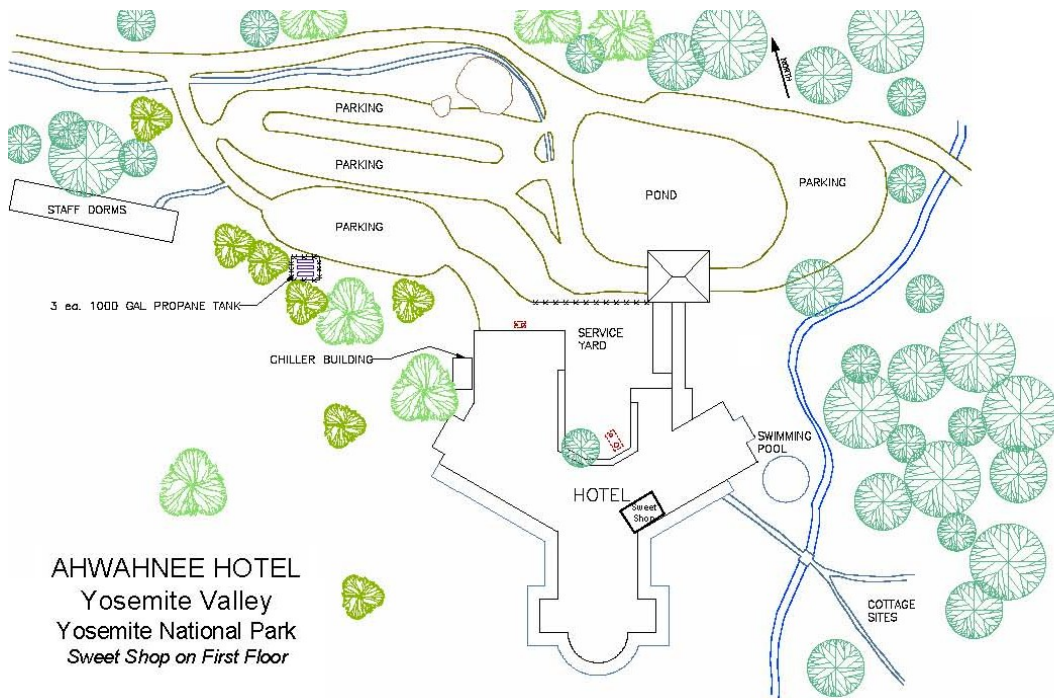 NORTH
PARKING
PARKING
POND
PARKING
STAFF DORMS
PARKING
3 ea. 1000 GAL PROPANE TANK
SERVICE
YARD
CHILLER BUILDING
SWIMMING
POOL
HOTEL
Sweet
Shop
AHWAHNEE HOTEL
Yosemite Valley
Yosemite National Park
Sweet Shop on First Floor
COTTAGE
SITES